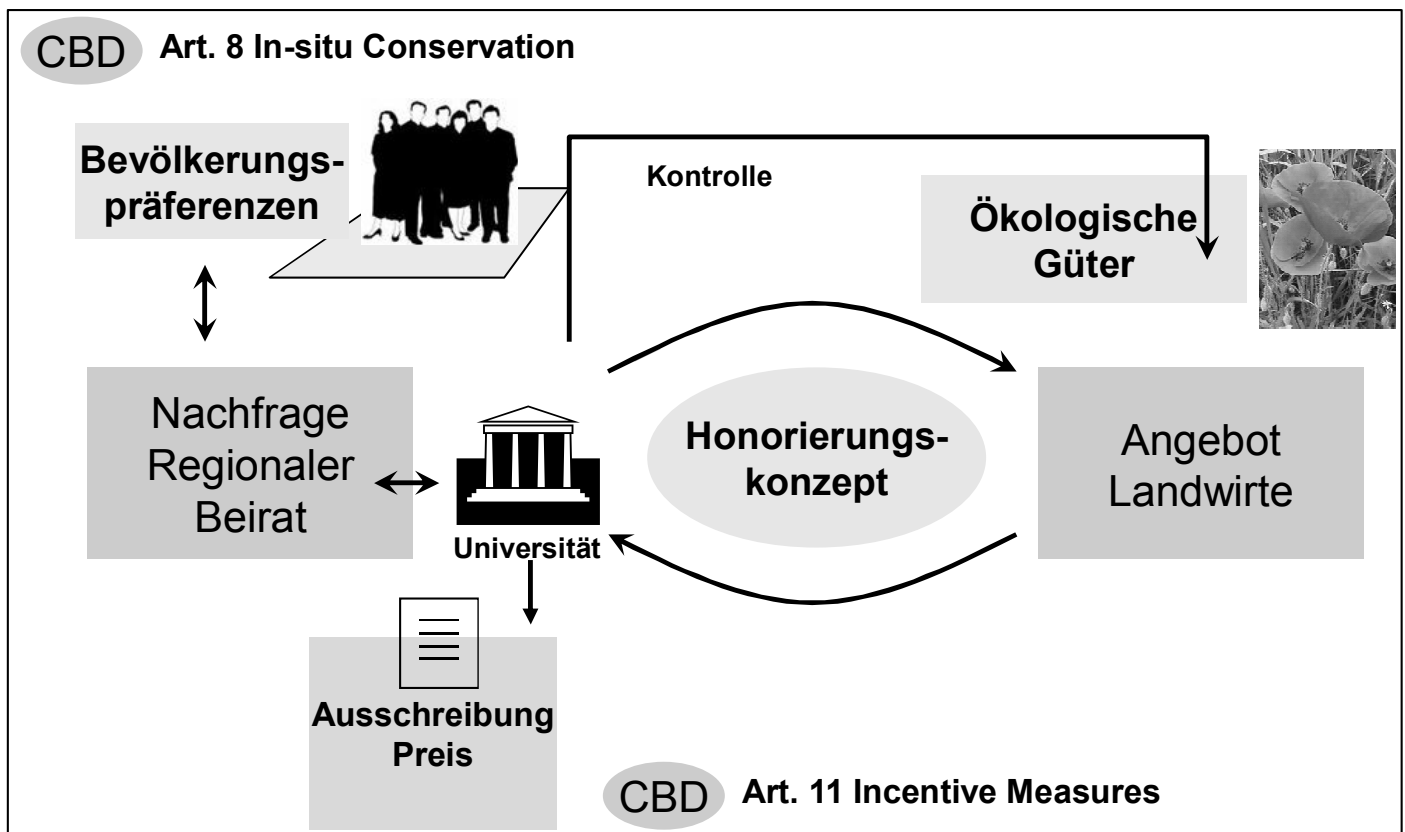 CBD Art. 8 In-situ Conservation
Bevölkerungs-
präferenzen
Kontrolle
Ökologische
Güter
Nachfrage
Regionaler
Beirat
Universität
Honorierungs-
konzept
Angebot
Landwirte
Ausschreibung
Preis
CBD Art. 11 Incentive Measures